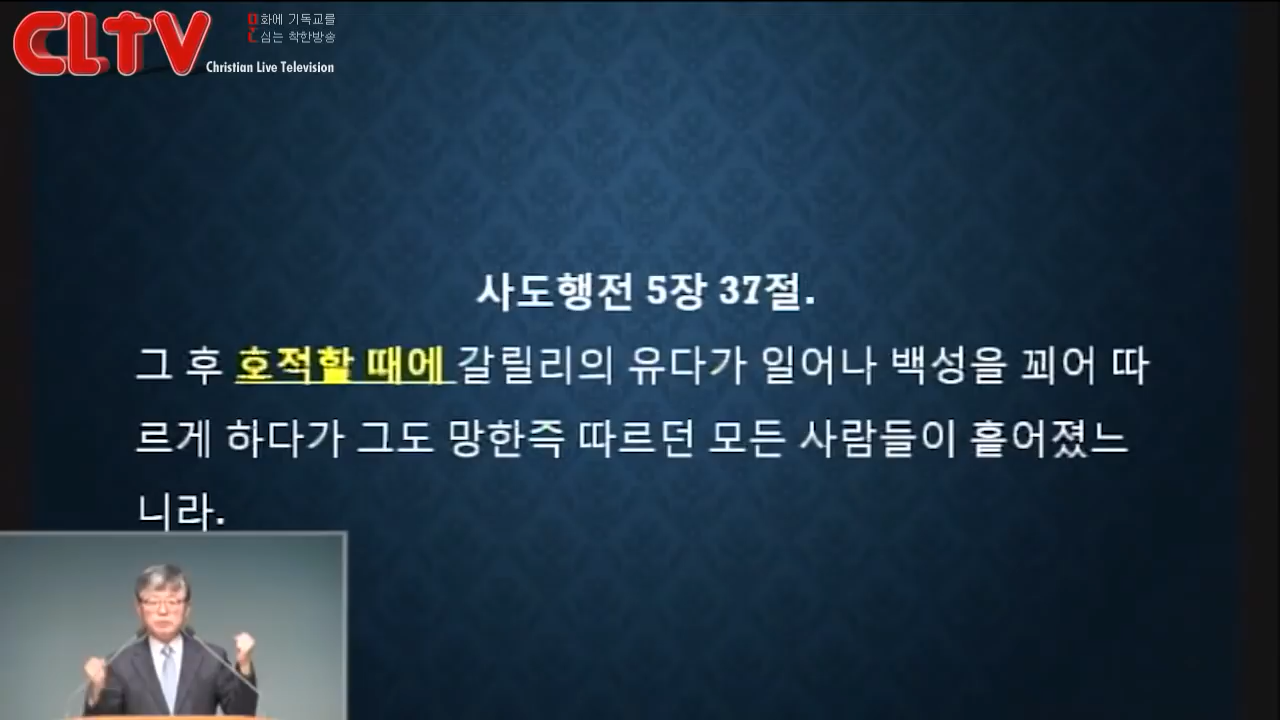 CLTV
문화에 기독교를
심는 착한방송
Christian Live Television
사도행전 5장 37절.
그 후 호적할 때에 갈릴리의 유다가 일어나 백성을 꾀어 따
르게 하다가 그도 망한즉 따르던 모든 사람들이 흩어졌느
니라.